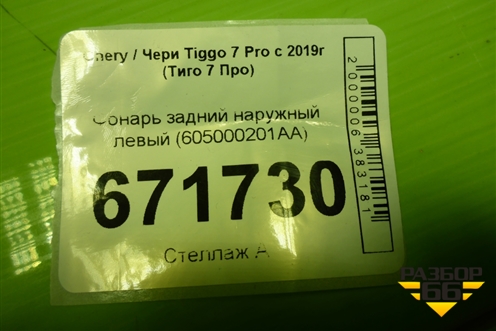 Chery / Чери Tiggo 7 Pro с 2019г
(Тиго 7 Про)
Фонарь задний наружный
левый (605000201AA)
671730
Стеллаж А
2000006383181
РАЗБОР
66